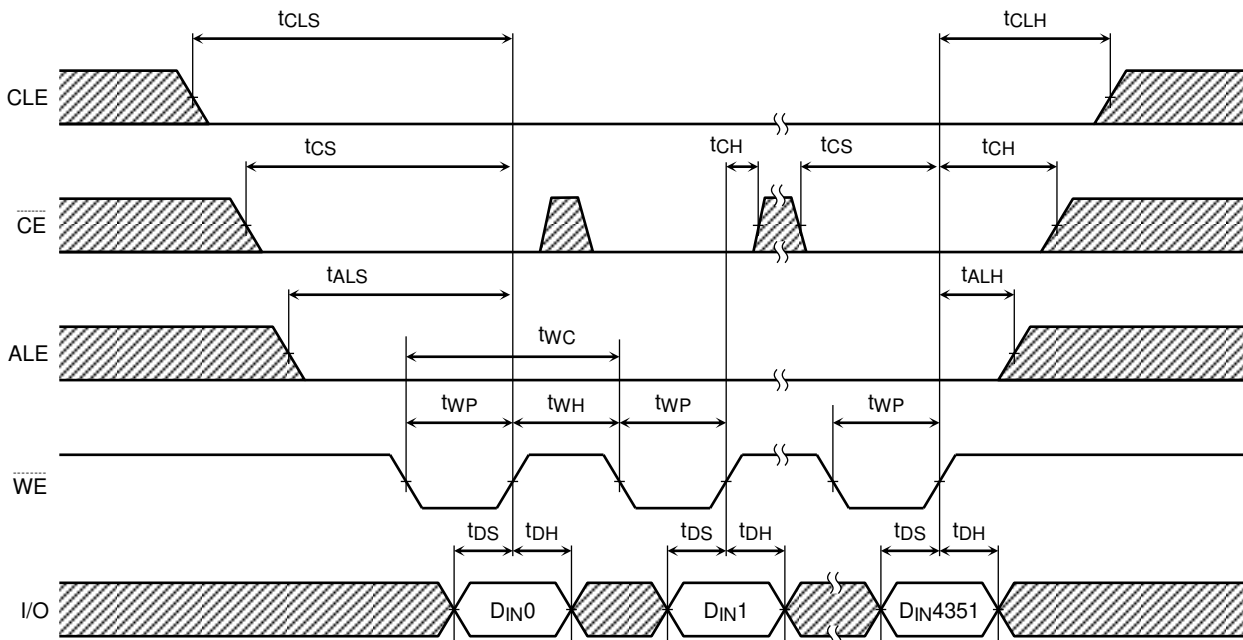 tCLS tCLH
CLE
tCS tCH tCS tCH
CE
tALS tALH
ALE
tWC
tWP tWH tWP tWP
WE
tDS tDH tDS tDH tDS tDH
I/O DIN0 DIN1 DIN4351